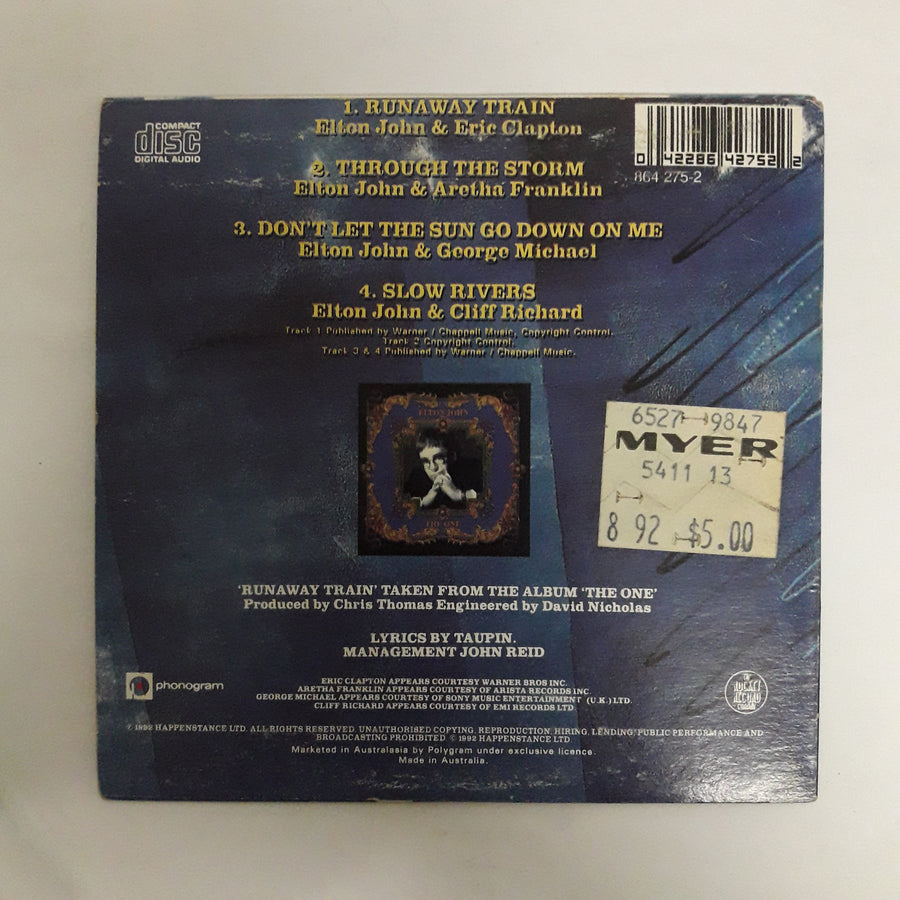 COMPACT
disc
DIGITAL AUDIO
1. RUNAWAY TRAIN
Elton John & Eric Clapton
2. THROUGH THE STORM
Elton John & Aretha Franklin
3. DON'T LET THE SUN GO DOWN ON ME
Elton John & George Michael
4. SLOW RIVERS
Elton John & Cliff Richard
Track 1 Published by Warner / Chappell Music, Copyright Control.
Track 2 Copyright Control.
Track 3 & 4 Published by Warner / Chappell Music.
0 42286 42752 2
864 275-2
ELTON JOHN
THE ONE
6527 9847
MYER
5411 13
8 92 $5.00
'RUNAWAY TRAIN' TAKEN FROM THE ALBUM 'THE ONE'
Produced by Chris Thomas Engineered by David Nicholas
LYRICS BY TAUPIN.
MANAGEMENT JOHN REID
ERIC CLAPTON APPEARS COURTESY WARNER BROS INC.
ARETHA FRANKLIN APPEARS COURTESY OF ARISTA RECORDS INC.
GEORGE MICHAEL APPEARS COURTESY OF SONY MUSIC ENTERTAINMENT (U.K.) LTD.
CLIFF RICHARD APPEARS COURTESY OF EMI RECORDS LTD
phonogram
THE ROCKET RECORD COMPANY
℗ 1992 HAPPENSTANCE LTD. ALL RIGHTS RESERVED. UNAUTHORISED COPYING, REPRODUCTION, HIRING, LENDING, PUBLIC PERFORMANCE AND
BROADCASTING PROHIBITED © 1992 HAPPENSTANCE LTD
Marketed in Australasia by Polygram under exclusive licence.
Made in Australia.